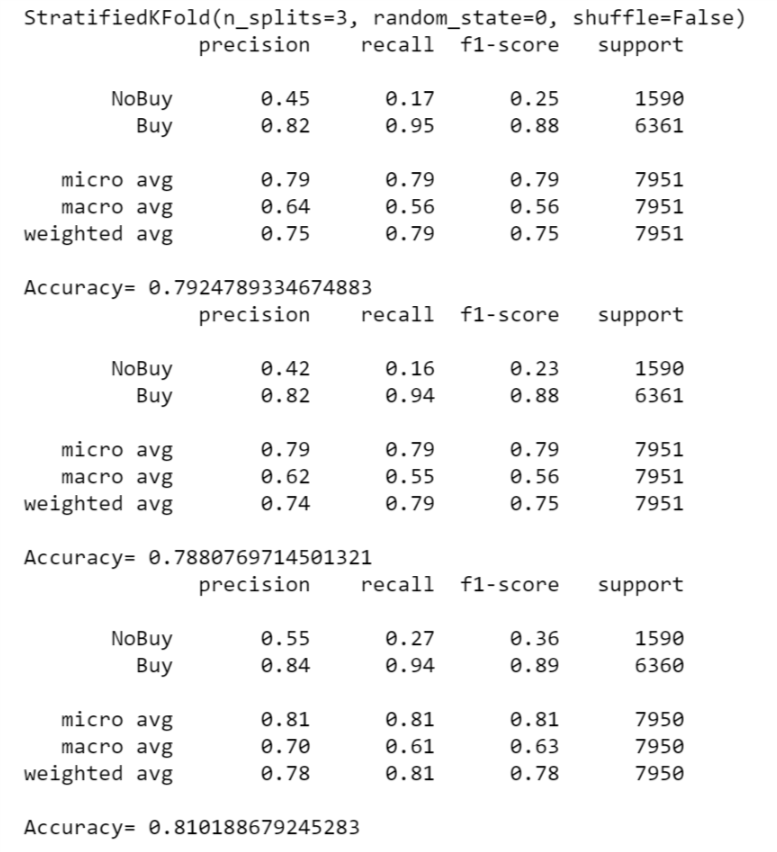 StratifiedKFold(n_splits=3, random_state=0, shuffle=False)
precision recall f1-score support
NoBuy 0.45 0.17 0.25 1590
Buy 0.82 0.95 0.88 6361
micro avg 0.79 0.79 0.79 7951
macro avg 0.64 0.56 0.56 7951
weighted avg 0.75 0.79 0.75 7951
Accuracy= 0.7924789334674883
precision recall f1-score support
NoBuy 0.42 0.16 0.23 1590
Buy 0.82 0.94 0.88 6361
micro avg 0.79 0.79 0.79 7951
macro avg 0.62 0.55 0.56 7951
weighted avg 0.74 0.79 0.75 7951
Accuracy= 0.7880769714501321
precision recall f1-score support
NoBuy 0.55 0.27 0.36 1590
Buy 0.84 0.94 0.89 6360
micro avg 0.81 0.81 0.81 7950
macro avg 0.70 0.61 0.63 7950
weighted avg 0.78 0.81 0.78 7950
Accuracy= 0.810188679245283